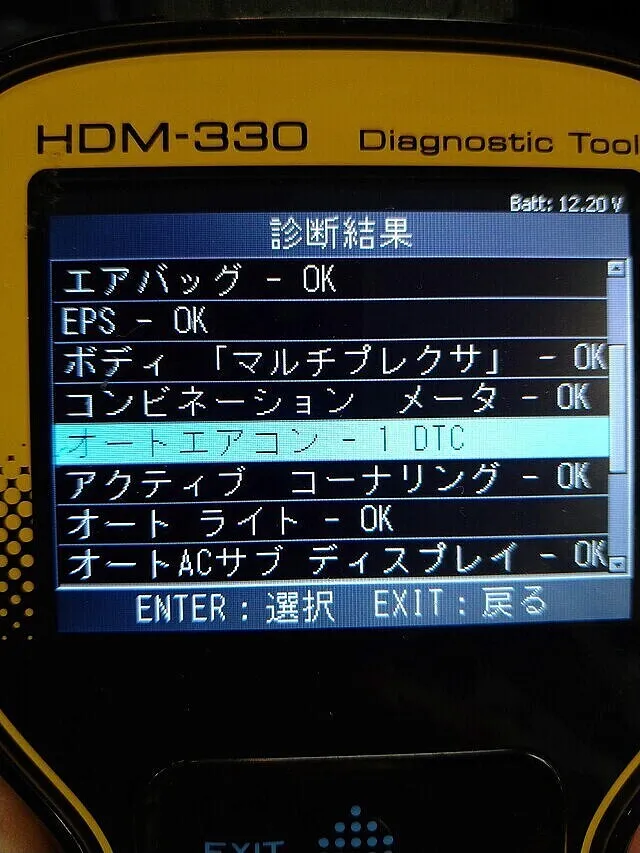 HDM-330 Diagnostic Tool
Batt: 12.20 V
診断結果
エアバッグ - OK
EPS - OK
ボディ 「マルチプレクサ」 - OK
コンビネーション メータ - OK
オートエアコン - 1 DTC
アクティブ コーナリング - OK
オート ライト - OK
オートACサブ ディスプレイ - OK
ENTER：選択 EXIT：戻る
EXIT